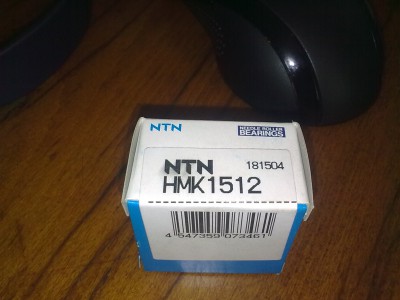 NTN
NEEDLE ROLLER
BEARINGS
NTN 181504
HMK1512
4 547359 073461